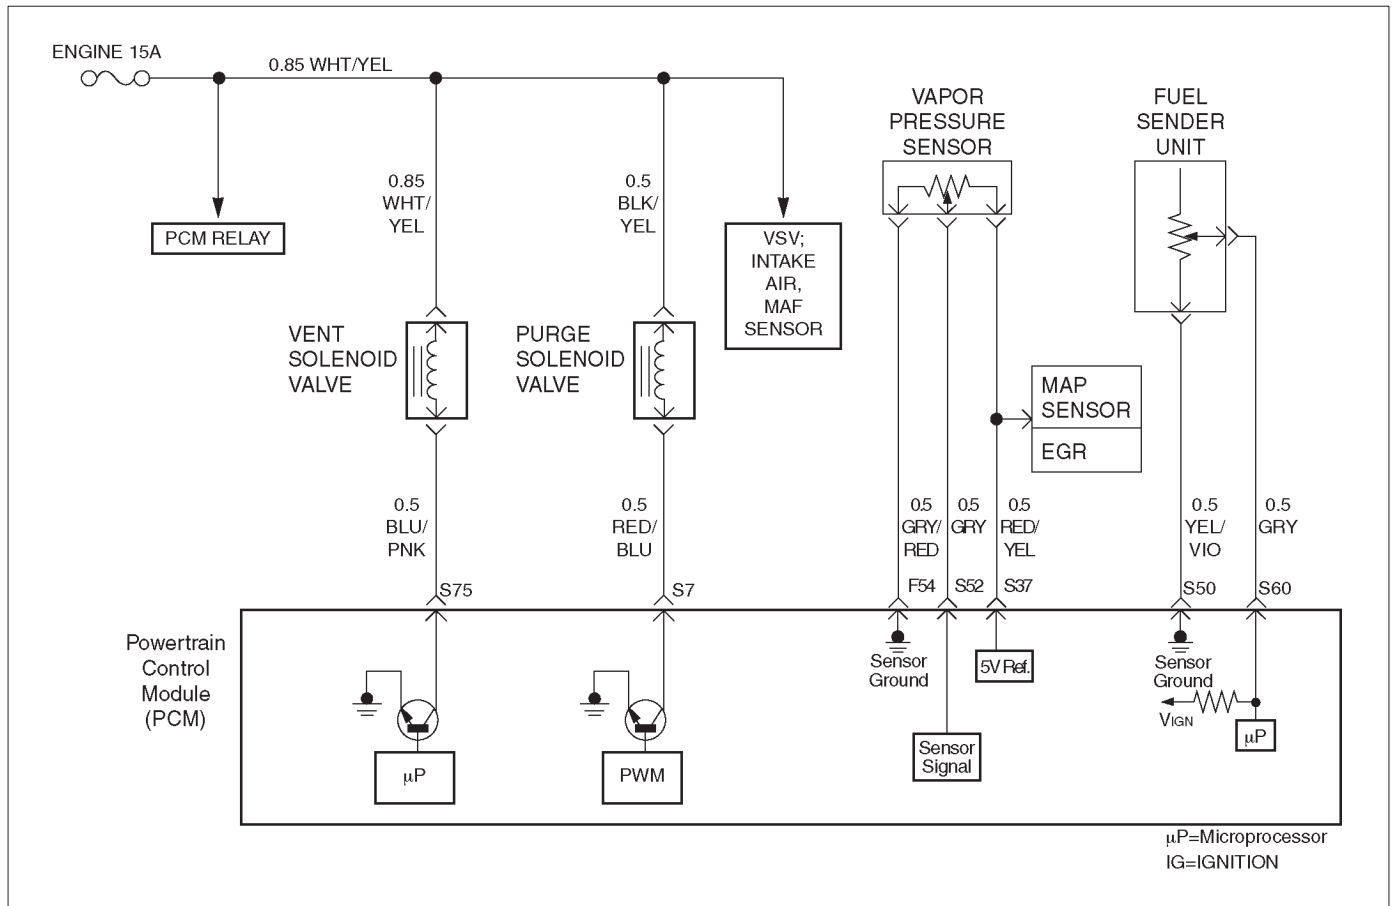 ENGINE 15A
0.85 WHT/YEL
VAPOR
PRESSURE
SENSOR
FUEL
SENDER
UNIT
0.85
WHT/
YEL
0.5
BLK/
YEL
PCM RELAY
VSV;
INTAKE
AIR,
MAF
SENSOR
VENT
SOLENOID
VALVE
PURGE
SOLENOID
VALVE
MAP
SENSOR
EGR
0.5
BLU/
PNK
0.5
RED/
BLU
0.5
GRY/
RED
0.5
GRY
0.5
RED/
YEL
0.5
YEL/
VIO
0.5
GRY
S75
S7
F54
S52
S37
S50
S60
Powertrain
Control
Module
(PCM)
Sensor
Ground
5V Ref.
Sensor
Ground
VIGN
μP
PWM
Sensor
Signal
μP
μP=Microprocessor
IG=IGNITION